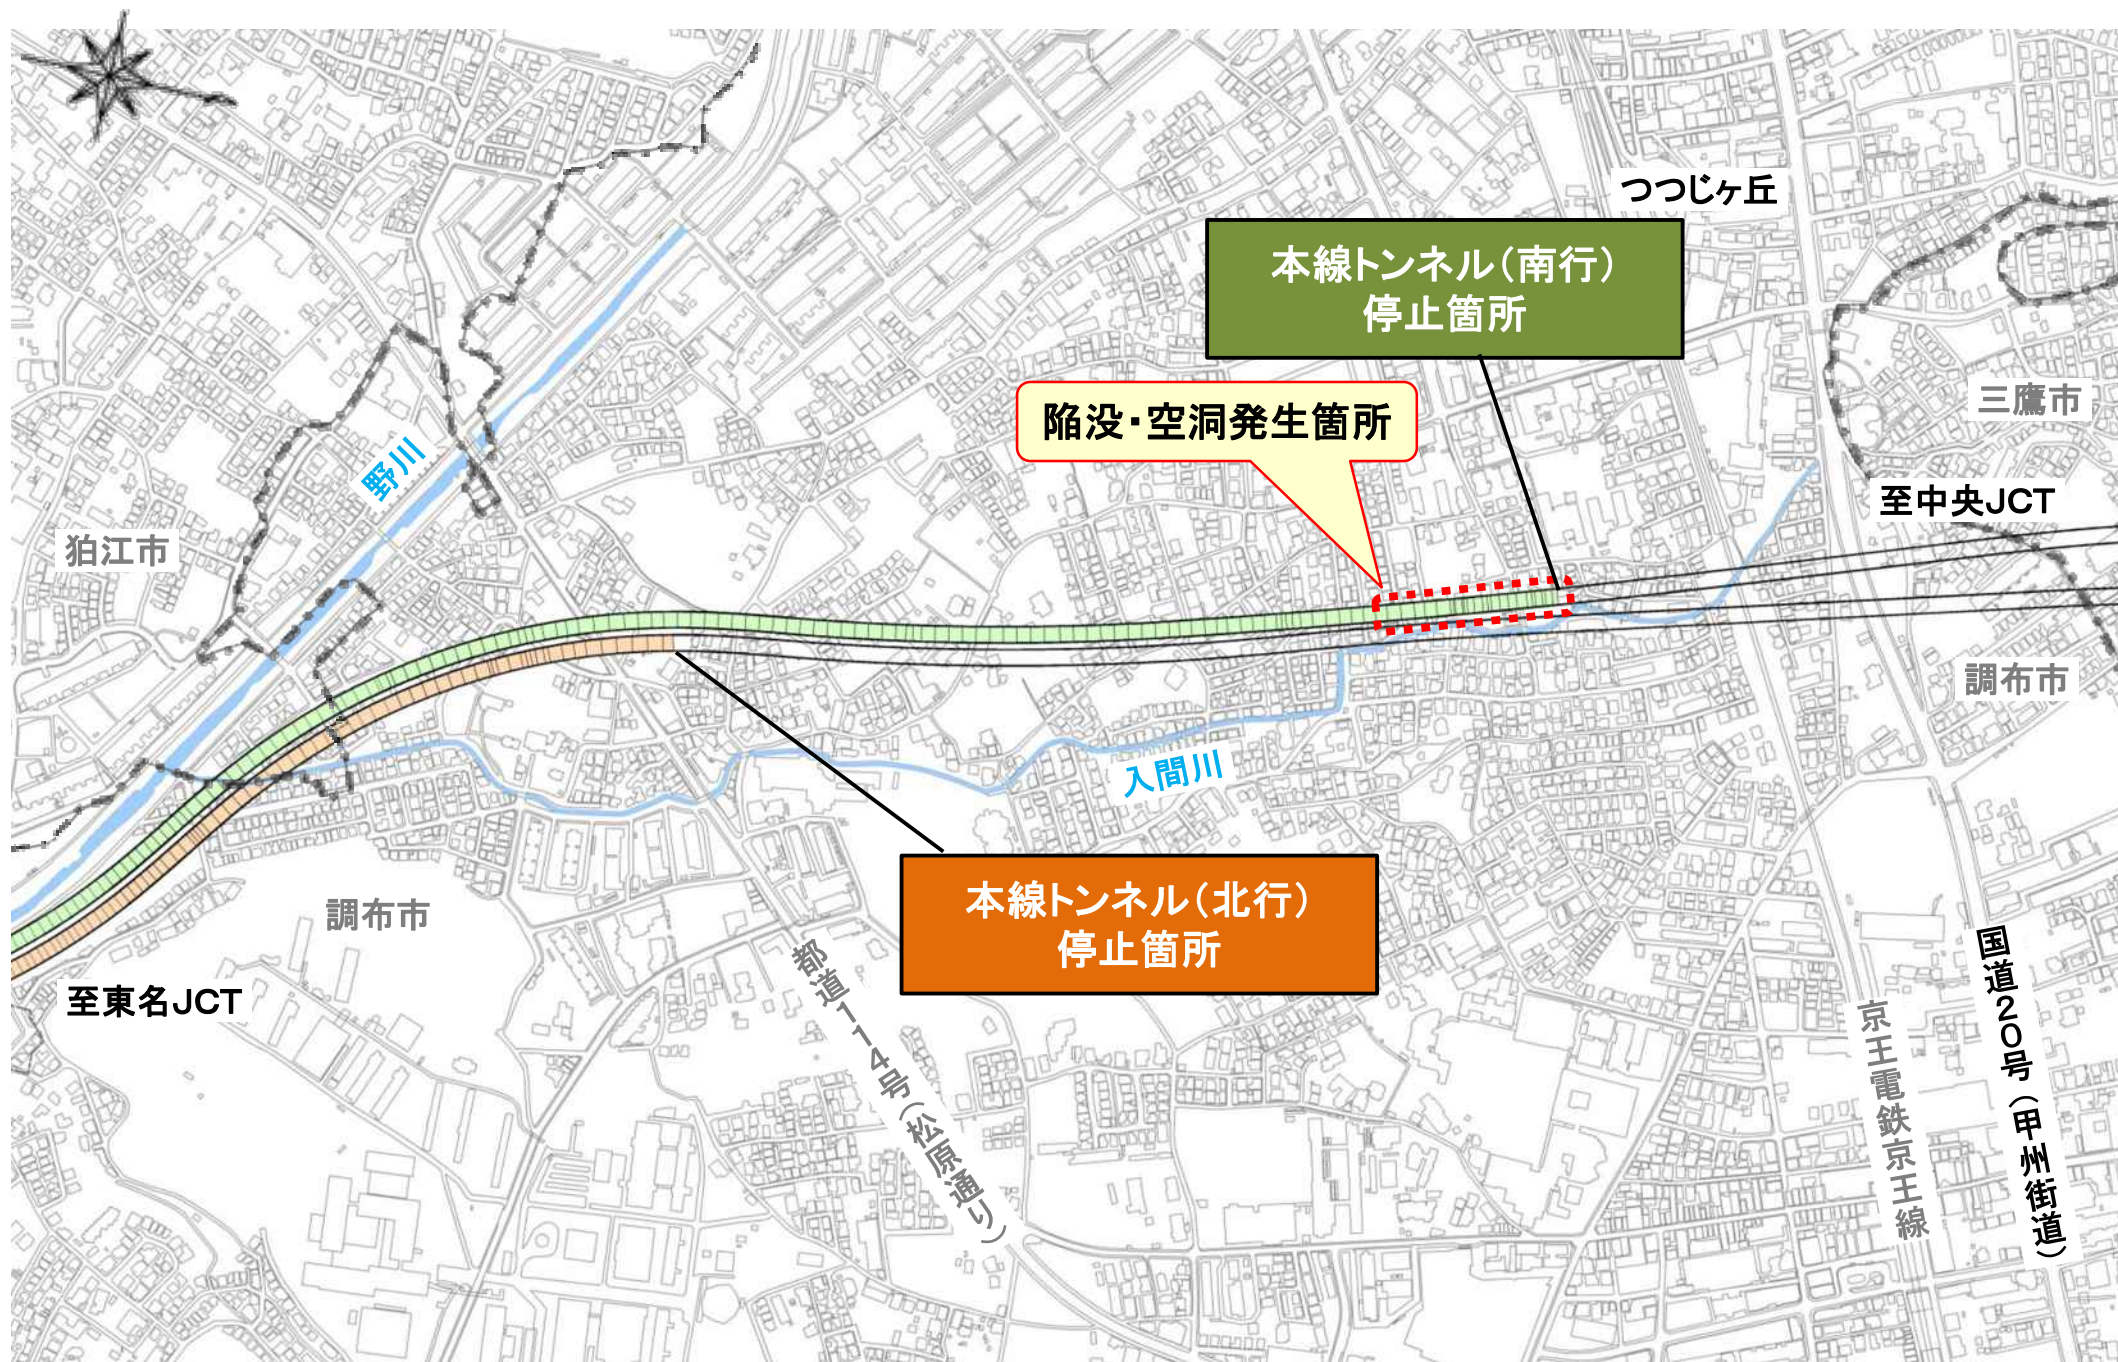 つつじヶ丘
本線トンネル（南行）
停止箇所
陥没・空洞発生箇所
三鷹市
野川
至中央JCT
狛江市
調布市
入間川
本線トンネル（北行）
停止箇所
調布市
至東名JCT
都道114号（松原通り）
京王電鉄京王線
国道20号（甲州街道）